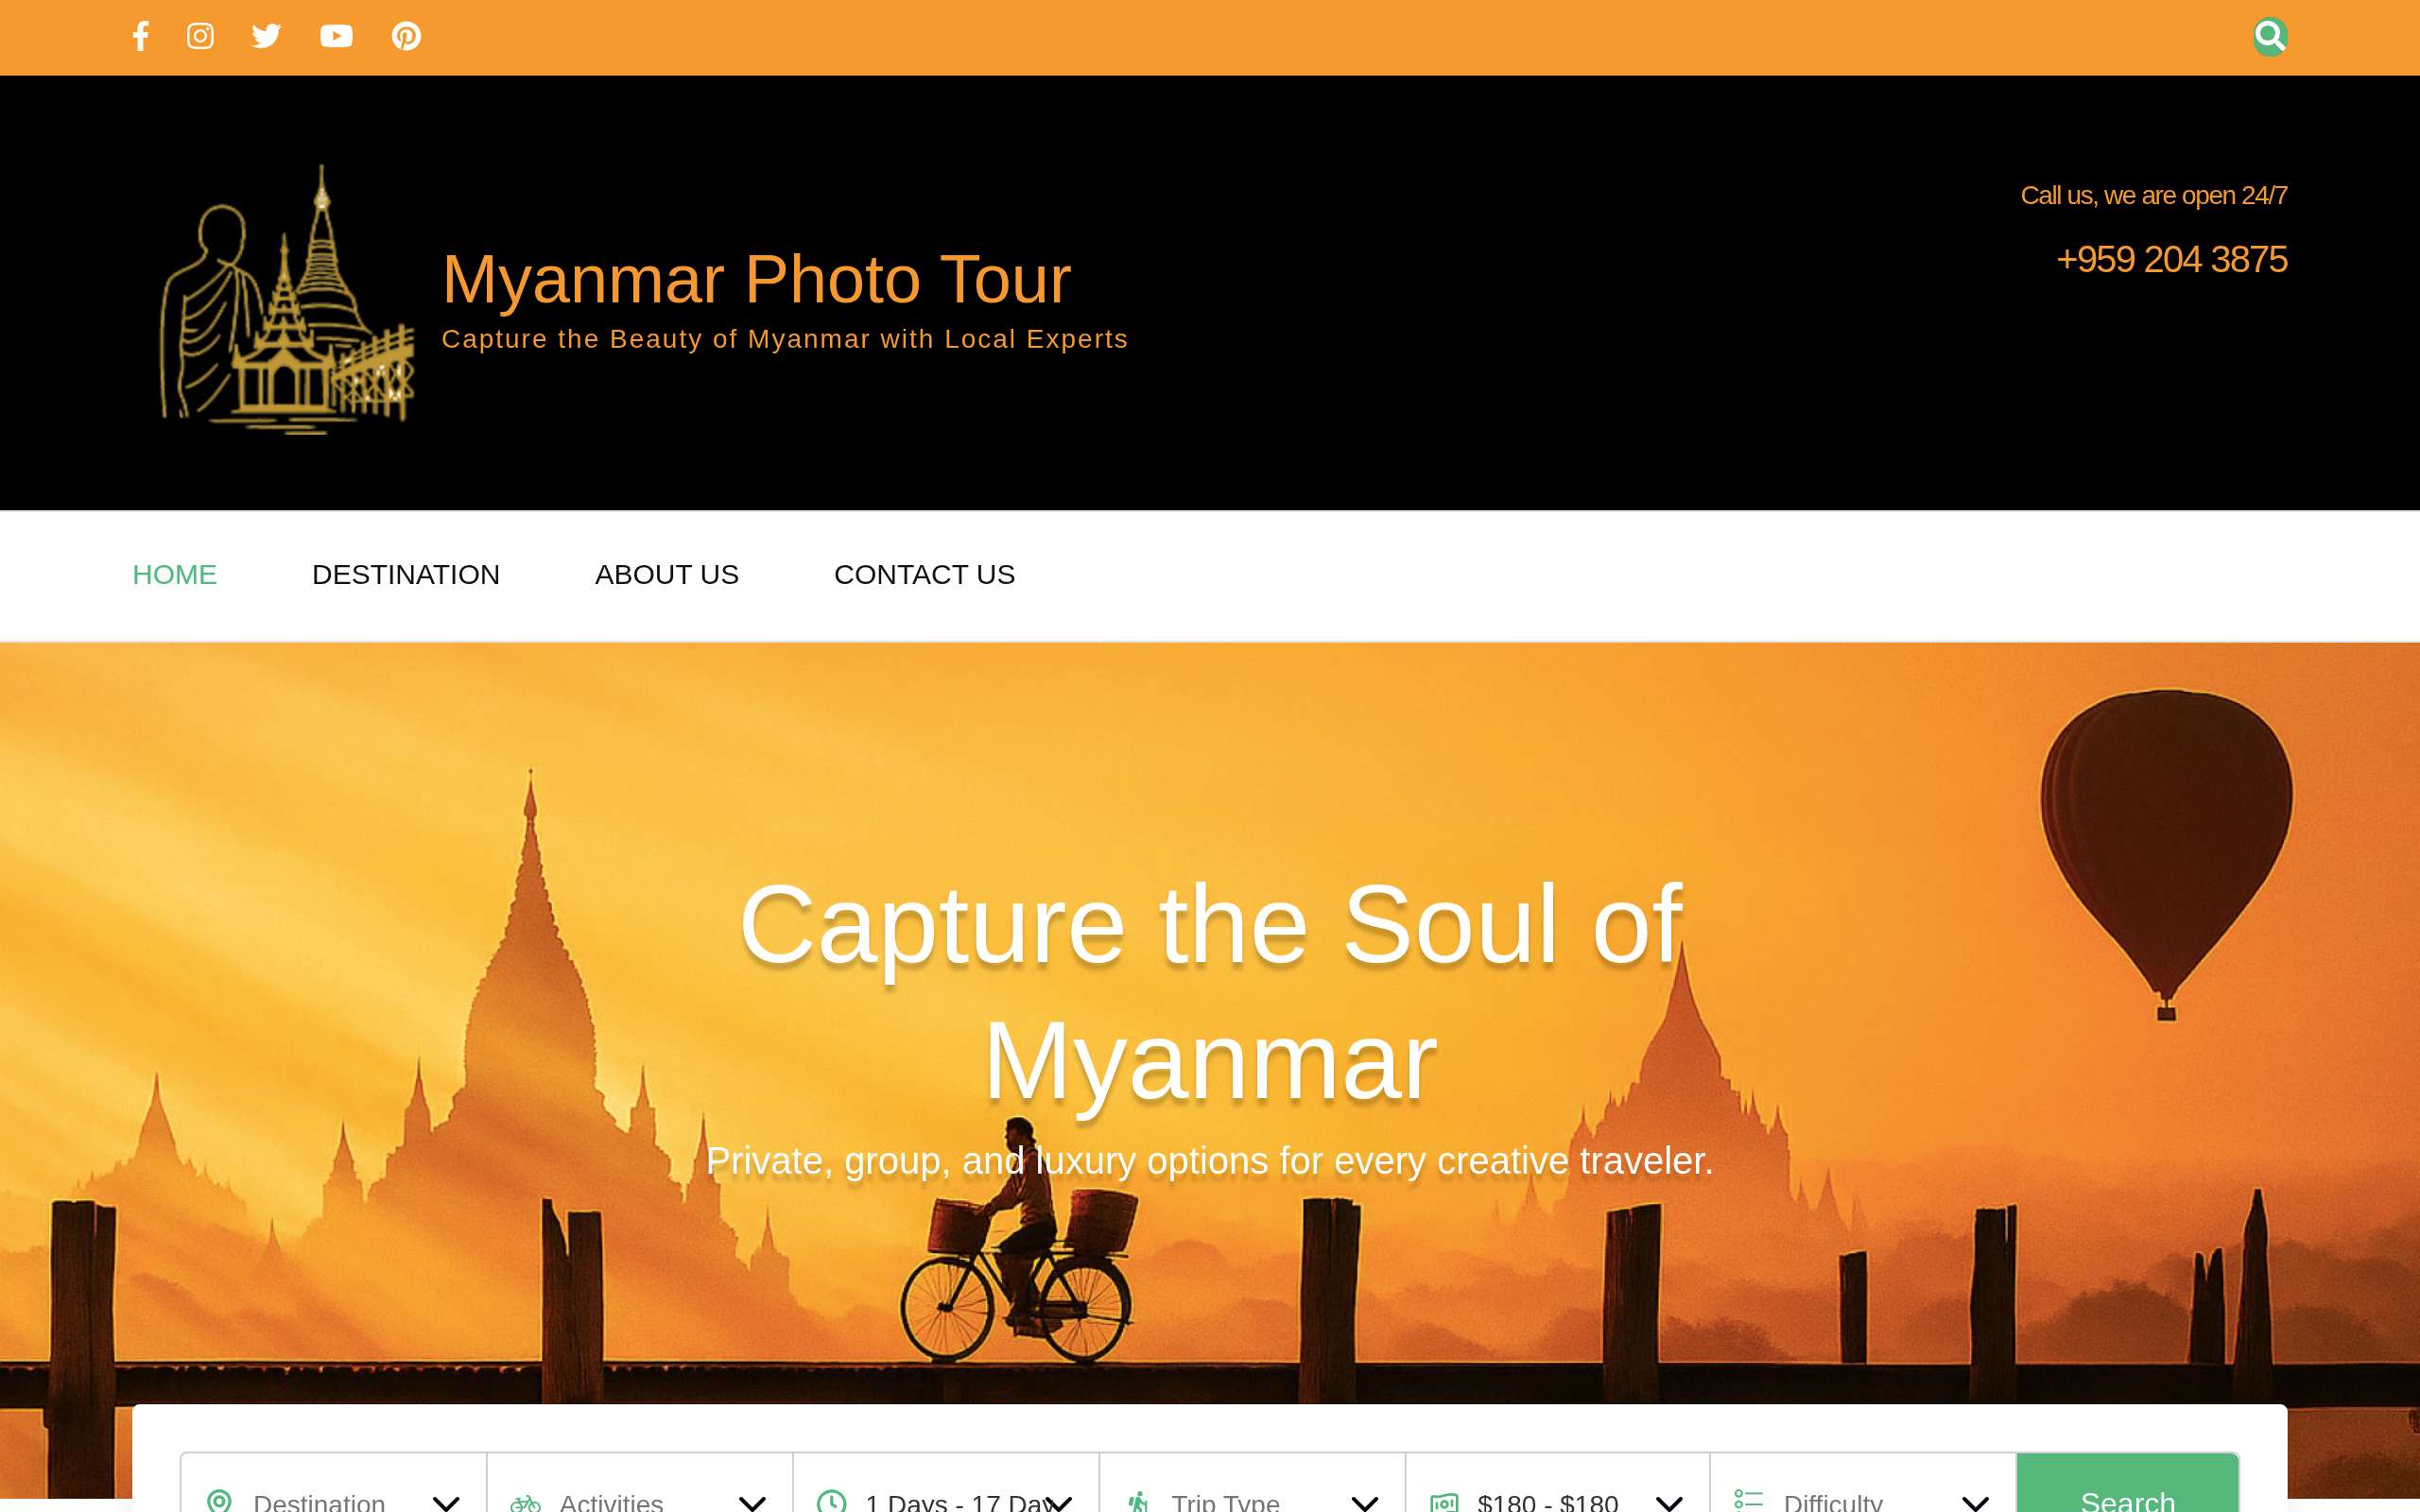 Call us, we are open 24/7
+959 204 3875
Myanmar Photo Tour
Capture the Beauty of Myanmar with Local Experts
HOME DESTINATION ABOUT US CONTACT US
Capture the Soul of
Myanmar
Private, group, and luxury options for every creative traveler.
Destination Activities 1 Days - 17 Day Trip Type $180 - $180 Difficulty Search